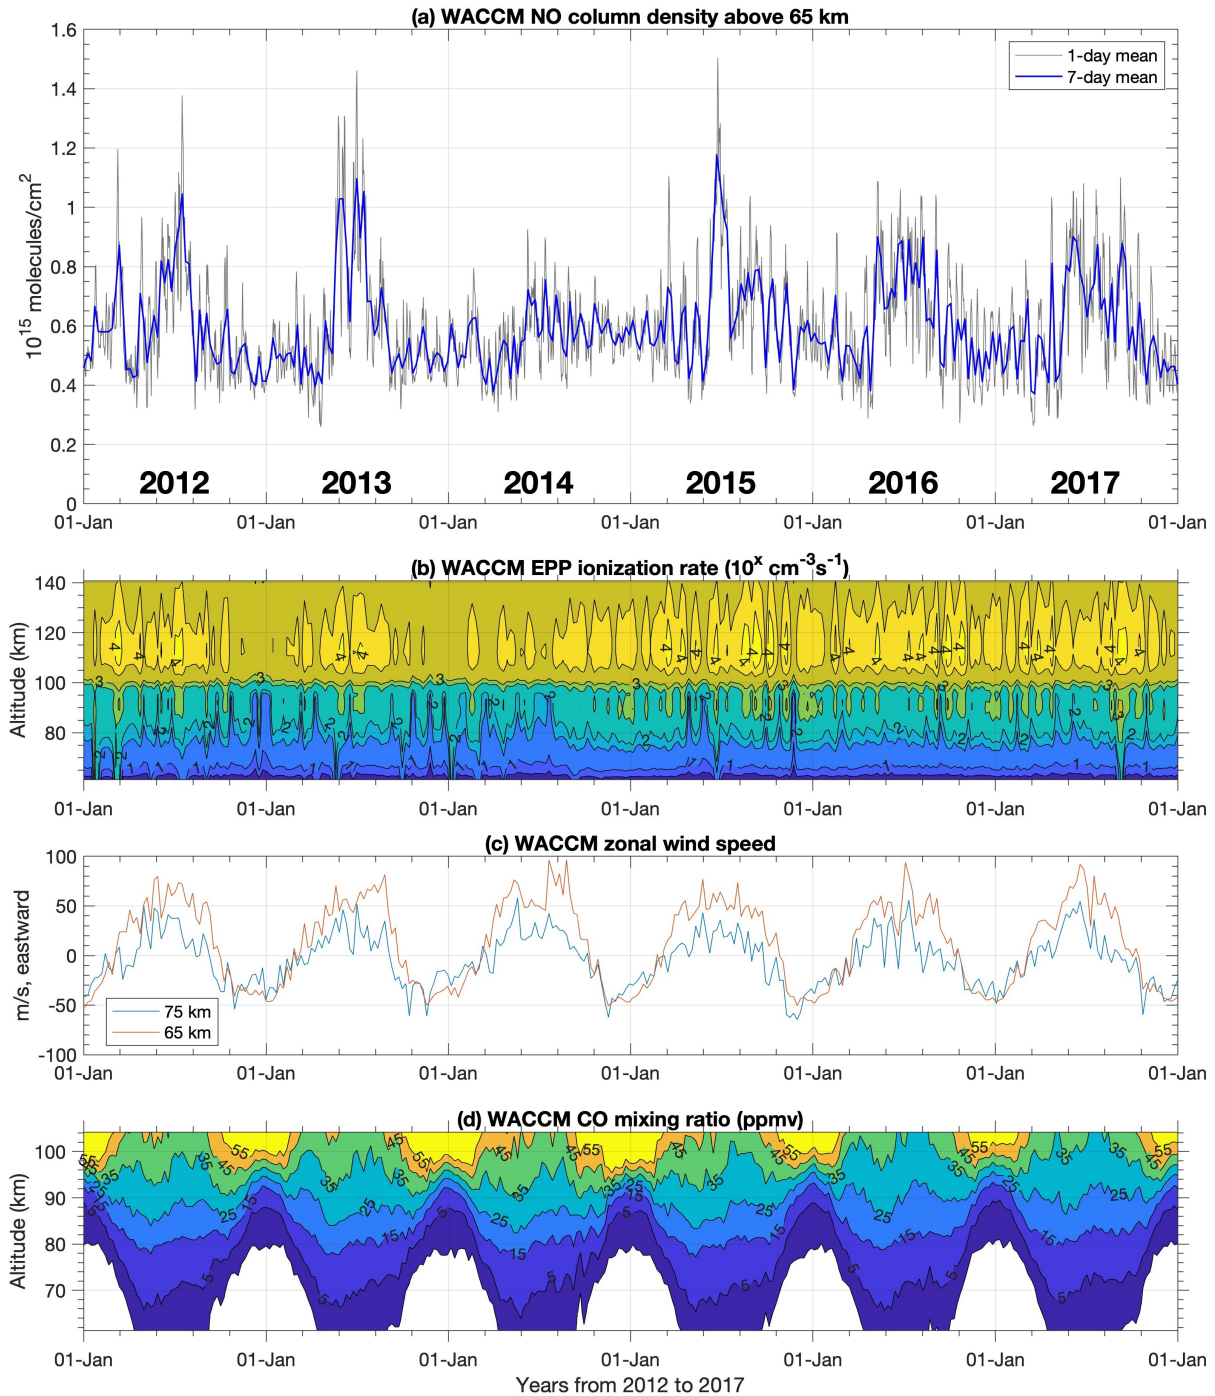 (a) WACCM NO column density above 65 km
1.6
1.4
1.2
1
0.8
0.6
0.4
0.2
0
10^15 molecules/cm^2
1-day mean
7-day mean
2012 2013 2014 2015 2016 2017
01-Jan 01-Jan 01-Jan 01-Jan 01-Jan 01-Jan 01-Jan
(b) WACCM EPP ionization rate (10^x cm^-3 s^-1)
140
120
100
80
Altitude (km)
01-Jan 01-Jan 01-Jan 01-Jan 01-Jan 01-Jan 01-Jan
(c) WACCM zonal wind speed
100
50
0
-50
-100
m/s, eastward
75 km
65 km
01-Jan 01-Jan 01-Jan 01-Jan 01-Jan 01-Jan 01-Jan
(d) WACCM CO mixing ratio (ppmv)
100
90
80
70
Altitude (km)
01-Jan 01-Jan 01-Jan 01-Jan 01-Jan 01-Jan 01-Jan
Years from 2012 to 2017